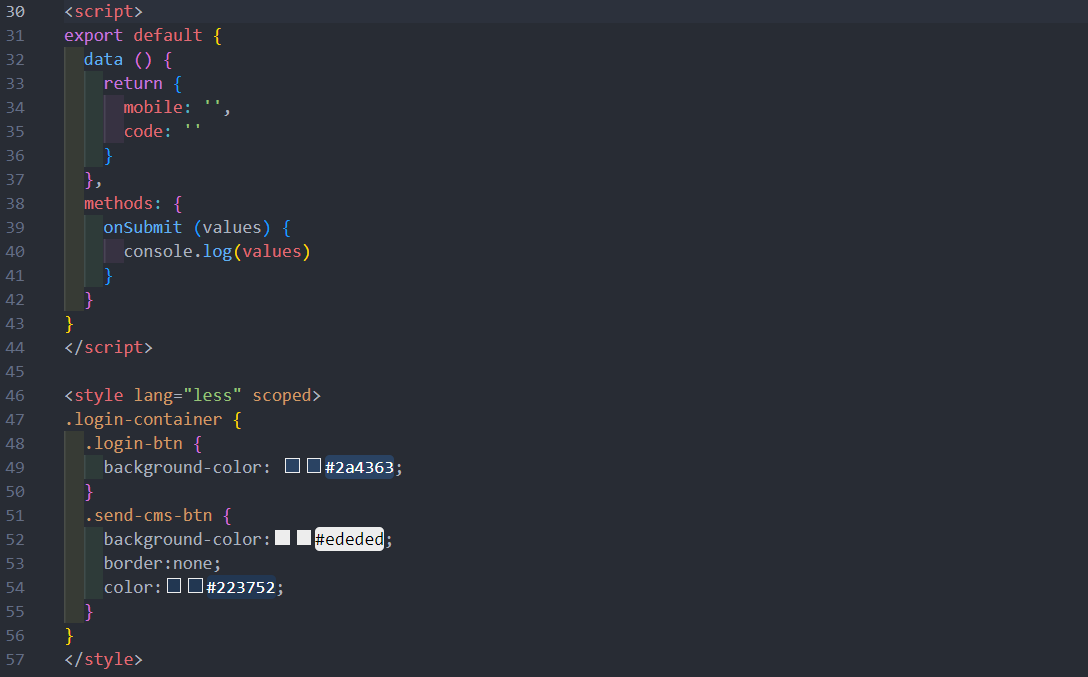 30 <script>
31 export default {
32   data () {
33     return {
34       mobile: '',
35       code: ''
36     }
37   },
38   methods: {
39     onSubmit (values) {
40       console.log(values)
41     }
42   }
43 }
44 </script>
45
46 <style lang="less" scoped>
47 .login-container {
48   .login-btn {
49     background-color: #2a4363;
50   }
51   .send-cms-btn {
52     background-color:#ededed;
53     border:none;
54     color:#223752;
55   }
56 }
57 </style>